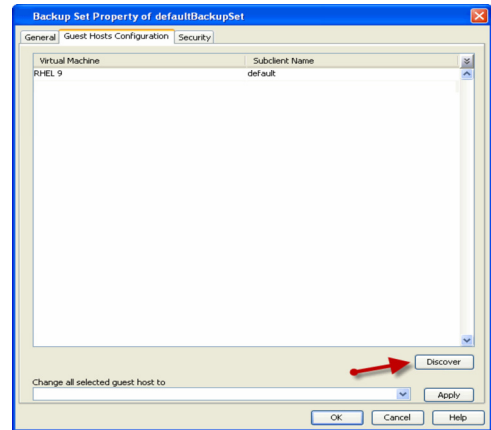 Backup Set Property of defaultBackupSet
General Guest Hosts Configuration Security
Virtual Machine Subclient Name
RHEL 9 default
Discover
Change all selected guest host to
Apply
OK Cancel Help